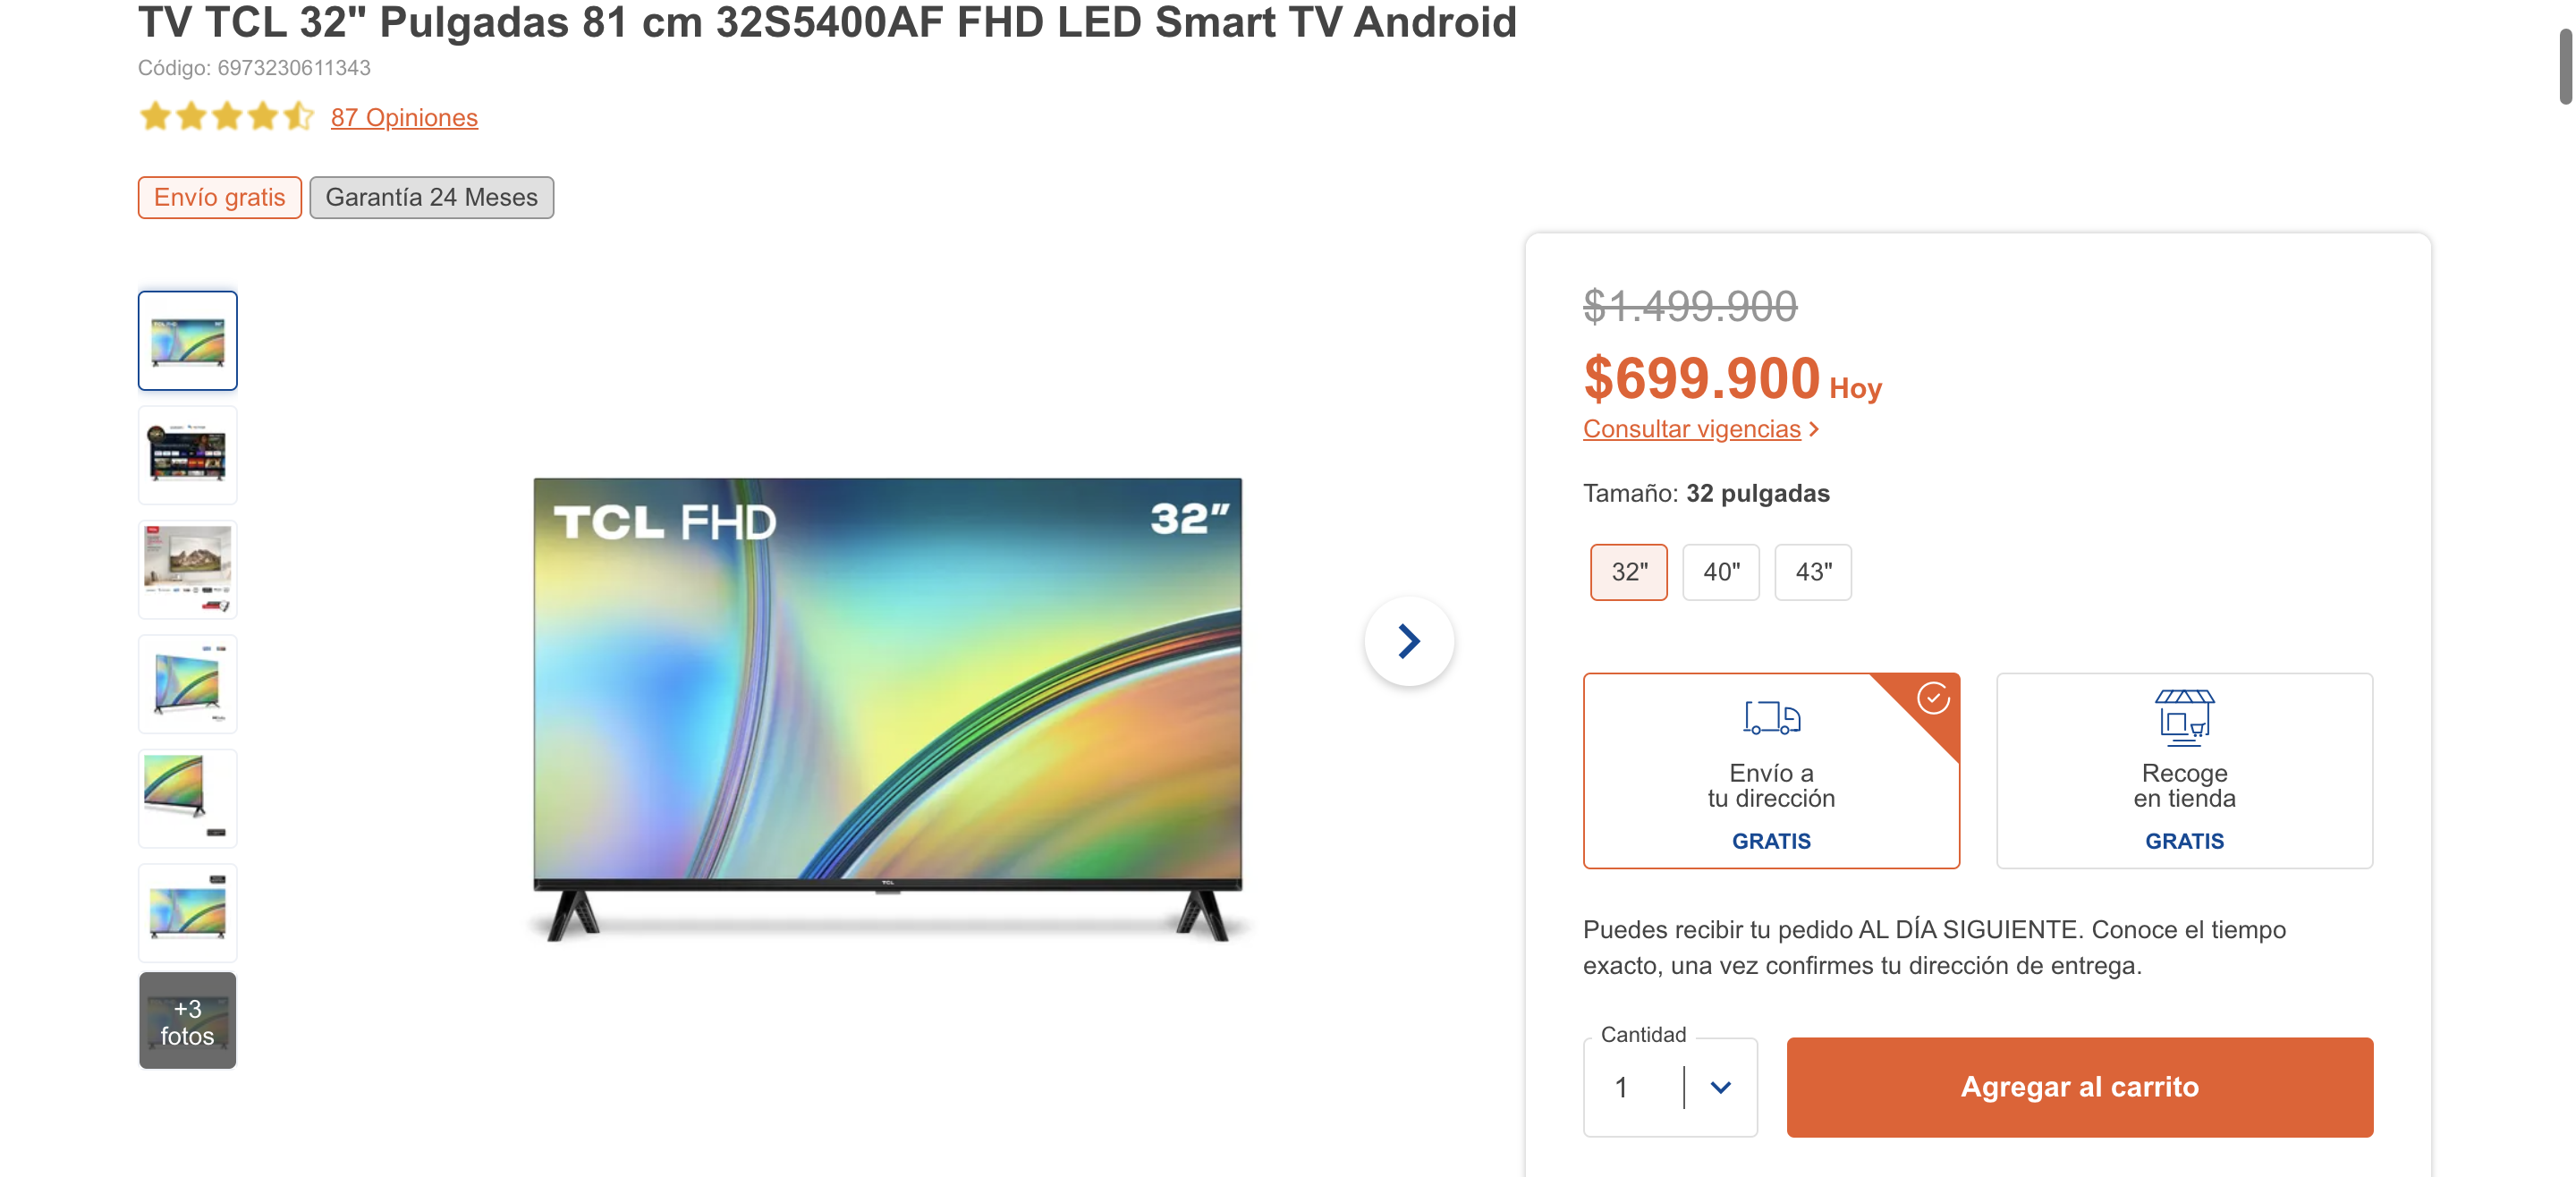 TV TCL 32" Pulgadas 81 cm 32S5400AF FHD LED Smart TV Android
Código: 6973230611343
87 Opiniones
Envío gratis
Garantía 24 Meses
TCL FHD
32"
TCL
+3
fotos
$1.499.900
$699.900 Hoy
Consultar vigencias
Tamaño: 32 pulgadas
32"
40"
43"
Envío a
tu dirección
GRATIS
Recoge
en tienda
GRATIS
Puedes recibir tu pedido AL DÍA SIGUIENTE. Conoce el tiempo
exacto, una vez confirmes tu dirección de entrega.
Cantidad
1
Agregar al carrito